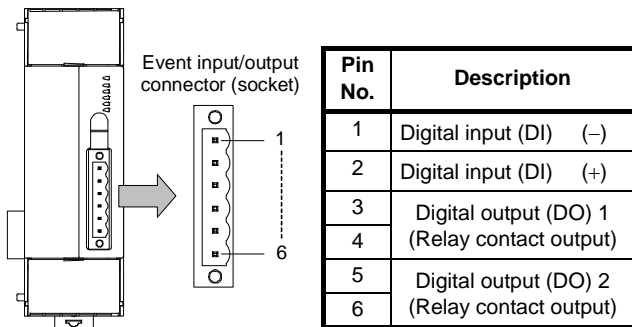 Event input/output
connector (socket)
1
6
Pin No. Description
1 Digital input (DI) (−)
2 Digital input (DI) (+)
3 Digital output (DO) 1
4 (Relay contact output)
5 Digital output (DO) 2
6 (Relay contact output)